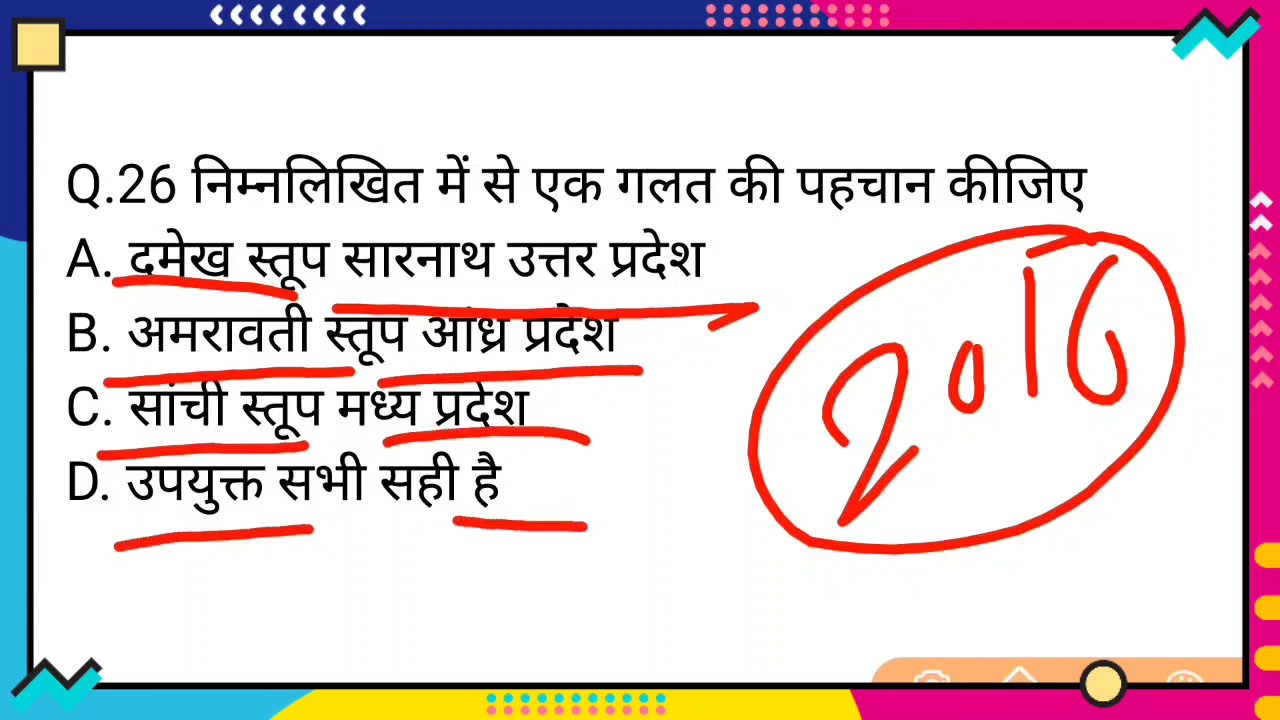 Q.26 निम्नलिखित में से एक गलत की पहचान कीजिए
A. दमेख स्तूप सारनाथ उत्तर प्रदेश
B. अमरावती स्तूप आंध्र प्रदेश
C. सांची स्तूप मध्य प्रदेश
D. उपयुक्त सभी सही है
2016